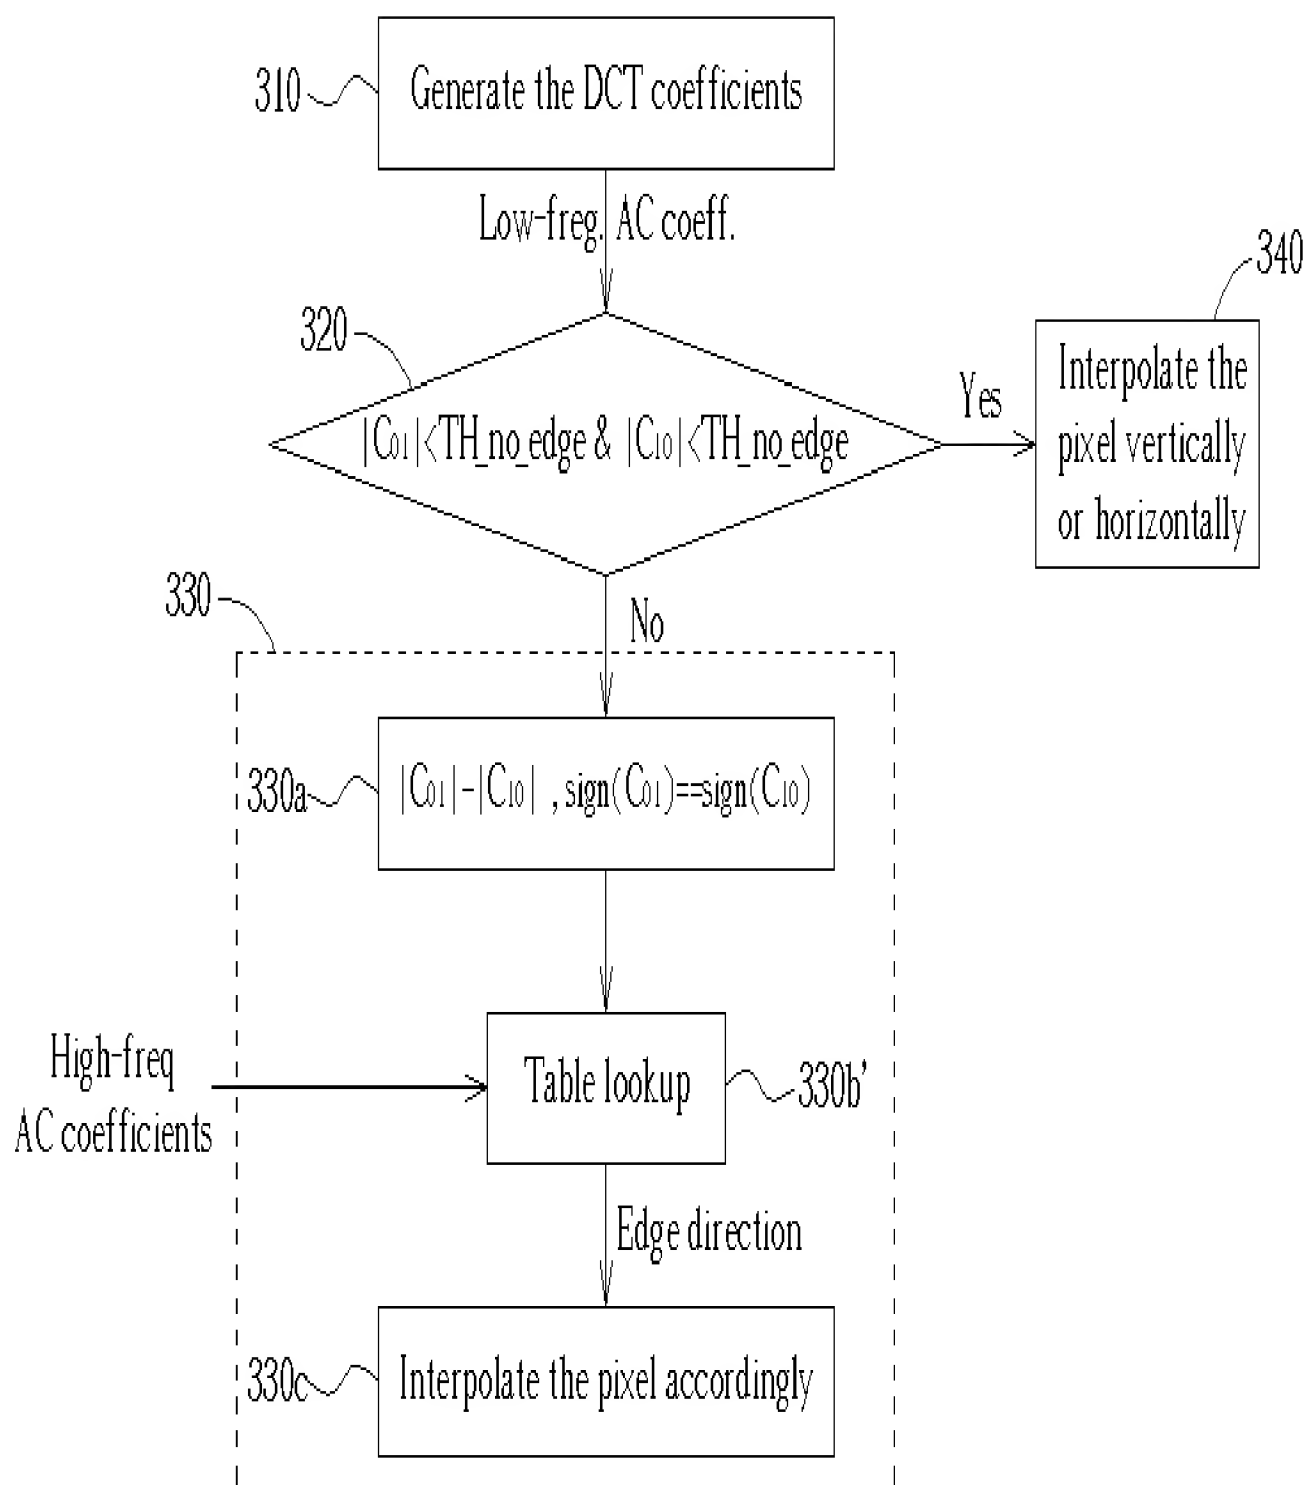 310
Generate the DCT coefficients
Low-freg. AC coeff.
340
320
Interpolate the
pixel vertically
or horizontally
Yes
|C01|<TH_no_edge & |C10|<TH_no_edge
330
No
330a
|C01|-|C10| ,sign(C01)==sign(C10)
High-freq
AC coefficients
Table lookup
330b'
Edge direction
330c
Interpolate the pixel accordingly